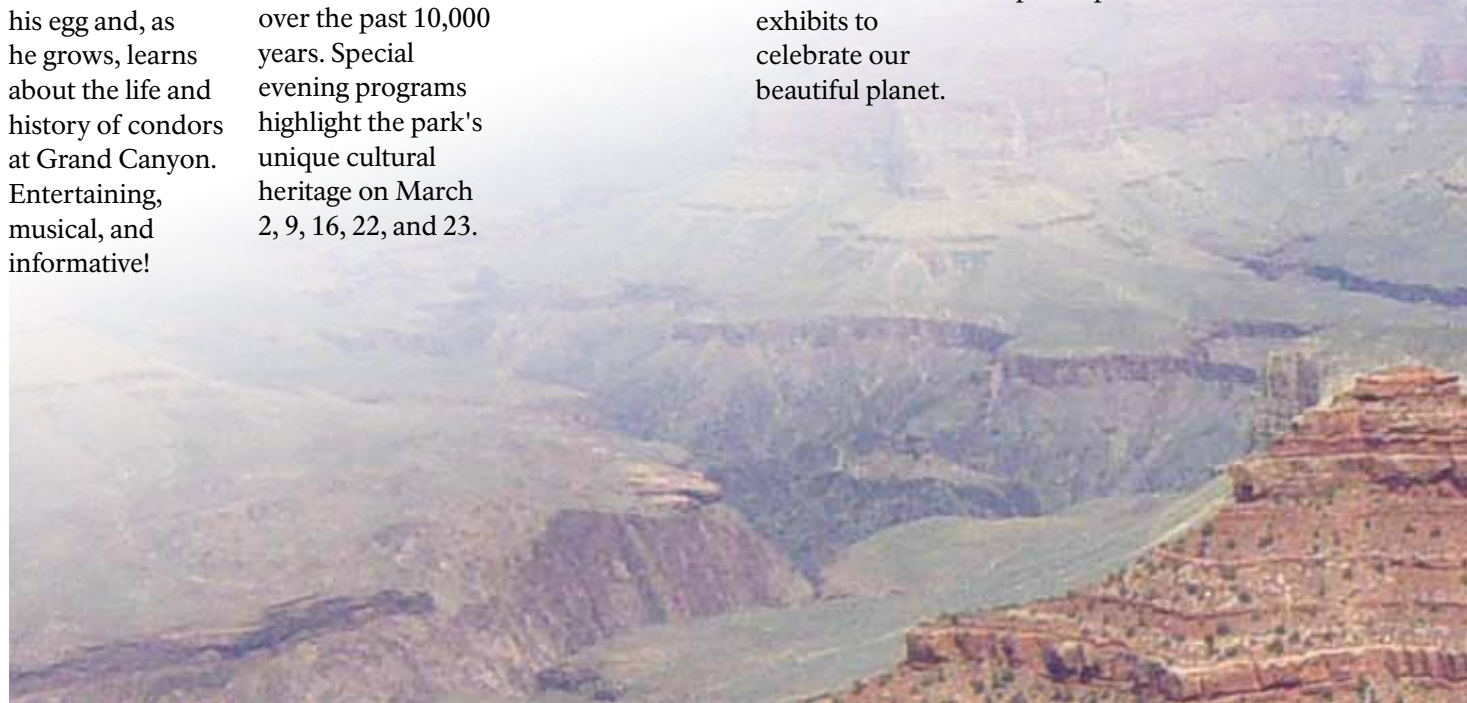 his egg and, as
he grows, learns
about the life and
history of condors
at Grand Canyon.
Entertaining,
musical, and
informative!
over the past 10,000
years. Special
evening programs
highlight the park's
unique cultural
heritage on March
2, 9, 16, 22, and 23.
exhibits to
celebrate our
beautiful planet.